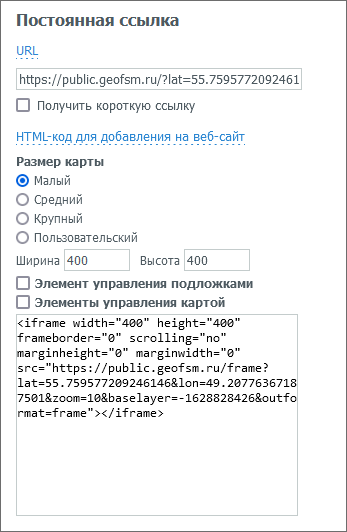 Постоянная ссылка
URL
https://public.geofsm.ru/?lat=55.7595772092461
Получить короткую ссылку
HTML-код для добавления на веб-сайт
Размер карты
Малый
Средний
Крупный
Пользовательский
Ширина 400 Высота 400
Элемент управления подложками
Элементы управления картой
<iframe width="400" height="400"
frameborder="0" scrolling="no"
marginheight="0" marginwidth="0"
src="https://public.geofsm.ru/frame?
lat=55.759577209246146&lon=49.2077636718
7501&zoom=10&baselayer=-1628828426&outfo
rmat=frame"></iframe>